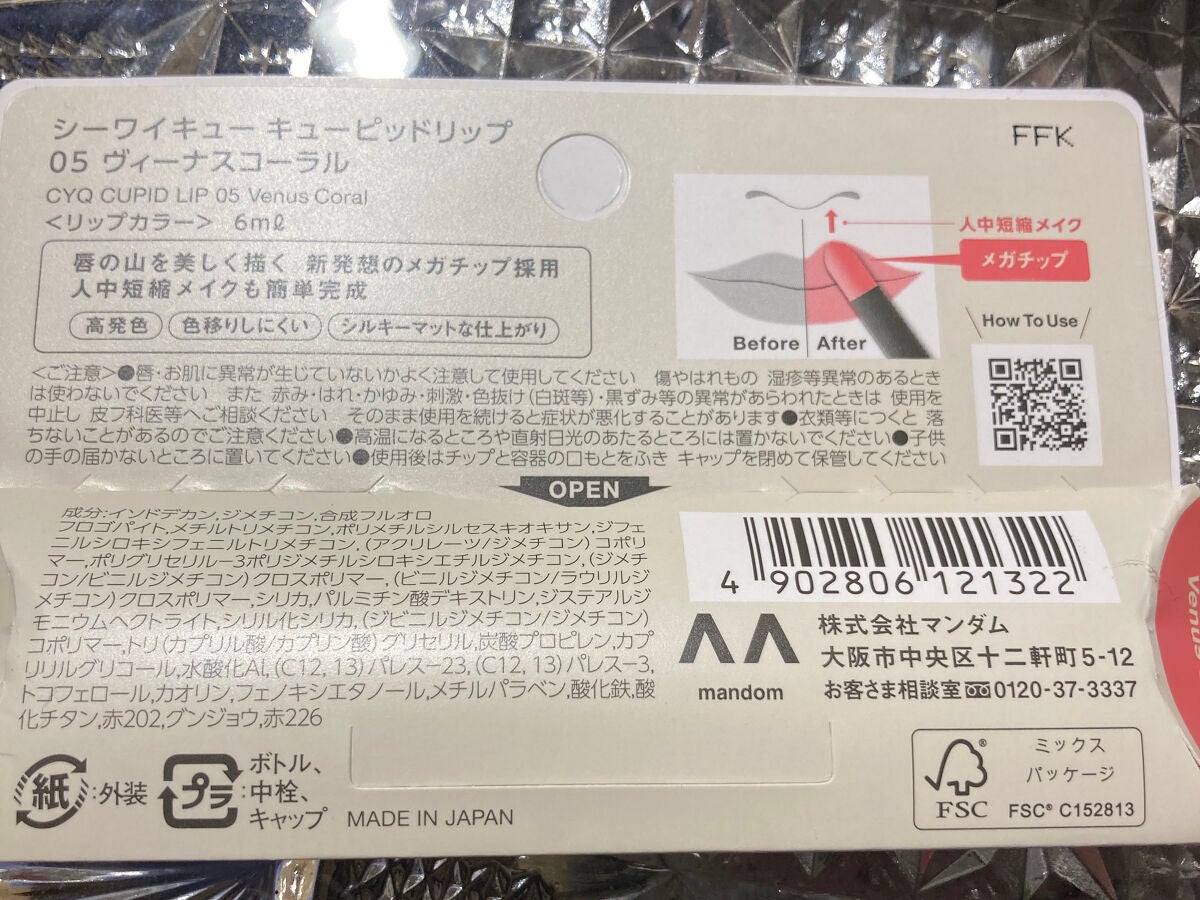 シーワイキュー キューピッドリップ
05 ヴィーナスコーラル
CYQ CUPID LIP 05 Venus Coral
<リップカラー> 6mℓ
唇の山を美しく描く 新発想のメガチップ採用
人中短縮メイクも簡単完成
高発色 色移りしにくい シルキーマットな仕上がり
FFK
人中短縮メイク
メガチップ
Before After
How To Use
<ご注意>●唇・お肌に異常が生じていないかよく注意して使用してください 傷やはれもの 湿疹等異常のあるとき
は使わないでください また 赤み・はれ・かゆみ・刺激・色抜け(白斑等)・黒ずみ等の異常があらわれたときは 使用を
中止し 皮フ科医等へご相談ください そのまま使用を続けると症状が悪化することがあります●衣類等につくと 落
ちないことがあるのでご注意ください●高温になるところや直射日光のあたるところには置かないでください●子供
の手の届かないところに置いてください●使用後はチップと容器の口もとをふき キャップを閉めて保管してください
OPEN
成分:インドデカン,ジメチコン,合成フルオロ
フロゴパイト,メチルトリメチコン,ポリメチルシルセスキオキサン,ジフェ
ニルシロキシフェニルトリメチコン,(アクリレーツ/ジメチコン)コポリ
マー,ポリグリセリル-3ポリジメチルシロキシエチルジメチコン,(ジメチ
コン/ビニルジメチコン)クロスポリマー,(ビニルジメチコン/ラウリルジ
メチコン)クロスポリマー,シリカ,パルミチン酸デキストリン,ジステアルジ
モニウムヘクトライト,シリル化シリカ,(ジビニルジメチコン/ジメチコン)
コポリマー,トリ(カプリル酸/カプリン酸)グリセリル,炭酸プロピレン,カプ
リリルグリコール,水酸化Al,(C12, 13)パレス-23,(C12, 13)パレス-3,
トコフェロール,カオリン,フェノキシエタノール,メチルパラベン,酸化鉄,酸
化チタン,赤202,グンジョウ,赤226
4 902806 121322
mandom
株式会社マンダム
大阪市中央区十二軒町5-12
お客さま相談室 0120-37-3337
Venus
紙:外装
プラ:ボトル、
中栓、
キャップ
MADE IN JAPAN
FSC®
ミックス
パッケージ
FSC® C152813